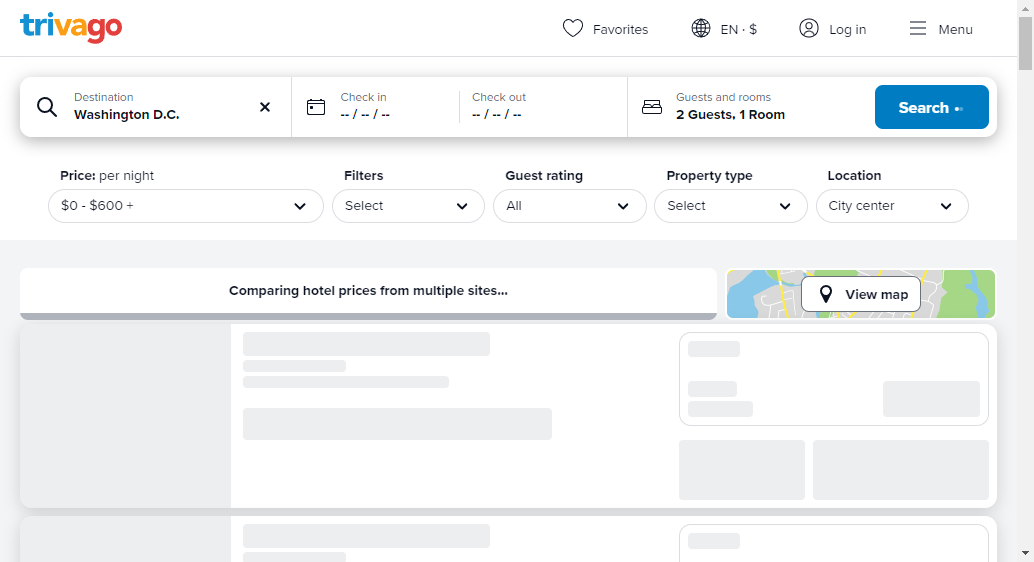 trivago
Favorites
EN · $
Log in
Menu
Destination
Washington D.C.
Check in
-- / -- / --
Check out
-- / -- / --
Guests and rooms
2 Guests, 1 Room
Search
Price: per night
$0 - $600 +
Filters
Select
Guest rating
All
Property type
Select
Location
City center
Comparing hotel prices from multiple sites...
View map